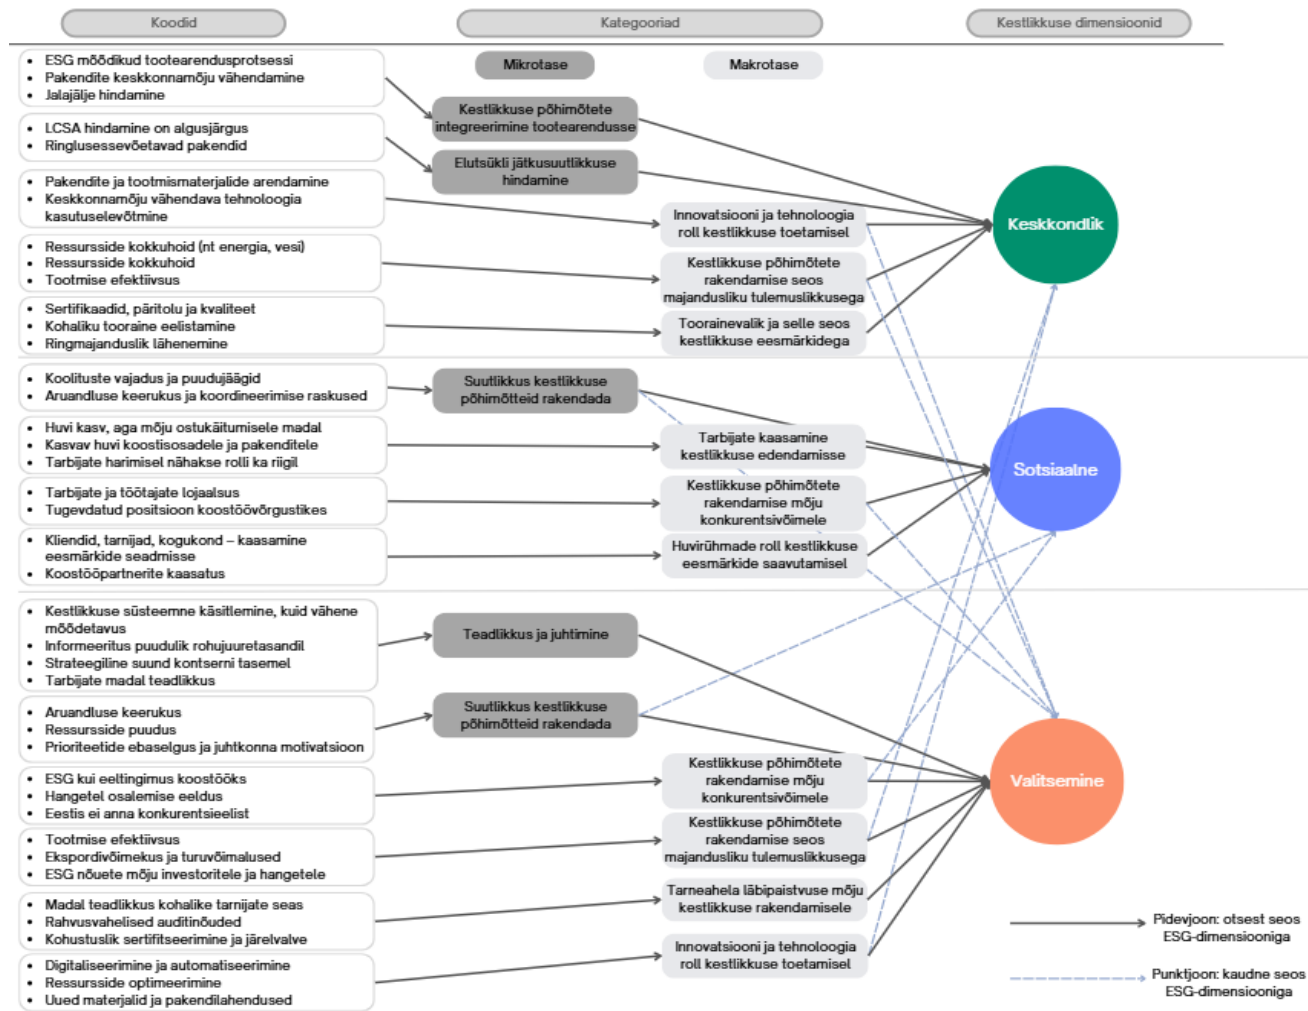 Koodid
Kategooriad
Kestlikkuse dimensioonid
Mikrotase
Makrotase
• ESG mõõdikud tootearendusprotsessi
• Pakendite keskkonnamõju vähendamine
• Jalajälje hindamine
Kestlikkuse põhimõtete
integreerimine tootearendusse
• LCSA hindamine on algusjärgus
• Ringlusessevõetavad pakendid
Elutsükli jätkusuutlikkuse
hindamine
• Pakendite ja tootmismaterjalide arendamine
• Keskkonnamõju vähendava tehnoloogia
kasutuselevõtmine
Innovatsiooni ja tehnoloogia
roll kestlikkuse toetamisel
• Ressursside kokkuhoid (nt energia, vesi)
• Ressursside kokkuhoid
• Tootmise efektiivsus
Kestlikkuse põhimõtete
rakendamise seos
majandusliku tulemuslikkusega
• Sertifikaadid, päritolu ja kvaliteet
• Kohaliku tooraine eelistamine
• Ringmajanduslik lähenemine
Toorainevalik ja selle seos
kestlikkuse eesmärkidega
Keskkondlik
• Koolituste vajadus ja puudujäägid
• Aruandluse keerukus ja koordineerimise raskused
Suutlikkus kestlikkuse
põhimõtteid rakendada
• Huvi kasv, aga mõju ostukäitumisele madal
• Kasvav huvi koostisosadele ja pakenditele
• Tarbijate harimisel nähakse rolli ka riigil
Tarbijate kaasamine
kestlikkuse edendamisse
• Tarbijate ja töötajate lojaalsus
• Tugevdatud positsioon koostöövõrgustikes
Kestlikkuse põhimõtete
rakendamise mõju
konkurentsivõimele
• Kliendid, tarnijad, kogukond – kaasamine
eesmärkide seadmisse
• Koostööpartnerite kaasatus
Huvirühmade roll kestlikkuse
eesmärkide saavutamisel
Sotsiaalne
• Kestlikkuse süsteemne käsitlemine, kuid vähene
mõõdetavus
• Informeeritus puudulik rohujuuretasandil
• Strateegiline suund kontserni tasemel
• Tarbijate madal teadlikkus
Teadlikkus ja juhtimine
• Aruandluse keerukus
• Ressursside puudus
• Prioriteetide ebaselgus ja juhtkonna motivatsioon
Suutlikkus kestlikkuse
põhimõtteid rakendada
• ESG kui eeltingimus koostööks
• Hangetel osalemise eeldus
• Eestis ei anna konkurentsieelist
Kestlikkuse põhimõtete
rakendamise mõju
konkurentsivõimele
• Tootmise efektiivsus
• Ekspordivõimekus ja turuvõimalused
• ESG nõuete mõju investoritele ja hangetele
Kestlikkuse põhimõtete
rakendamise seos
majandusliku tulemuslikkusega
• Madal teadlikkus kohalike tarnijate seas
• Rahvusvahelised auditinõuded
• Kohustuslik sertifitseerimine ja järelvalve
Tarneahela läbipaistvuse mõju
kestlikkuse rakendamisele
• Digitaliseerimine ja automatiseerimine
• Ressursside optimeerimine
• Uued materjalid ja pakendilahendused
Innovatsiooni ja tehnoloogia
roll kestlikkuse toetamisel
Valitsemine
Pidevjoon: otsest seos
ESG-dimensiooniga
Punktjoon: kaudne seos
ESG-dimensiooniga